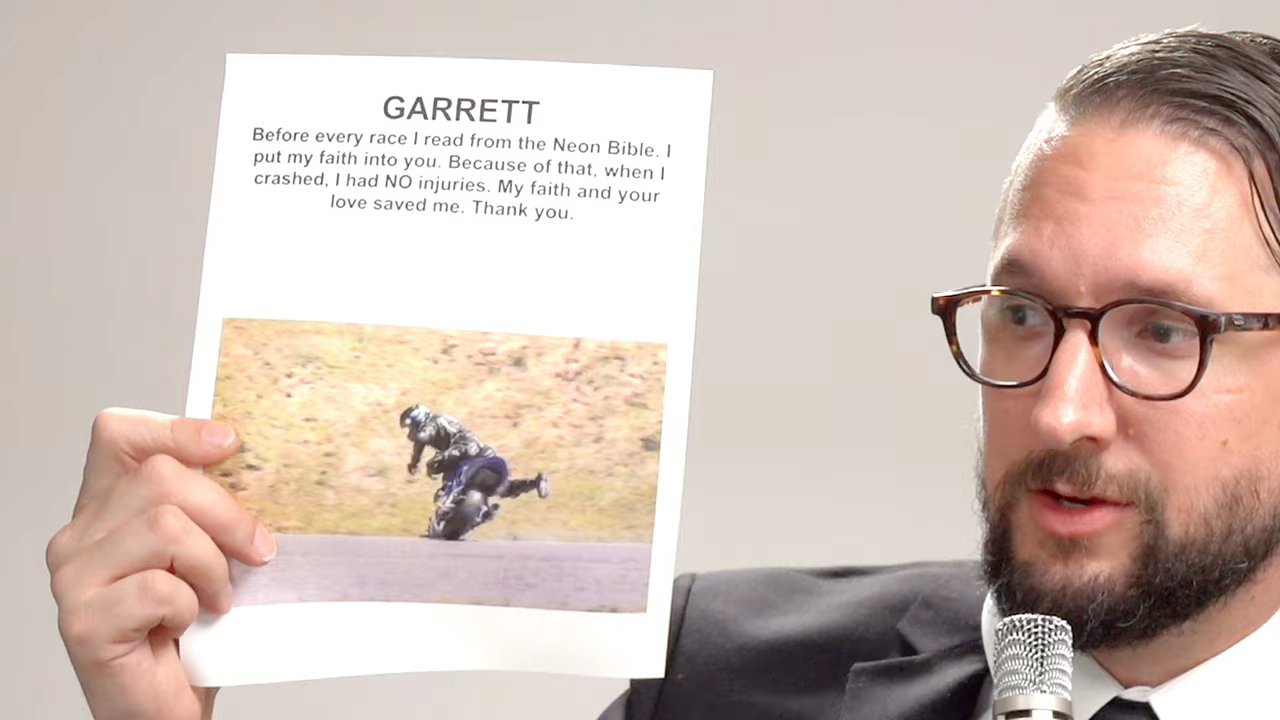 GARRETT
Before every race I read from the Neon Bible. I
put my faith into you. Because of that, when I
crashed, I had NO injuries. My faith and your
love saved me. Thank you.